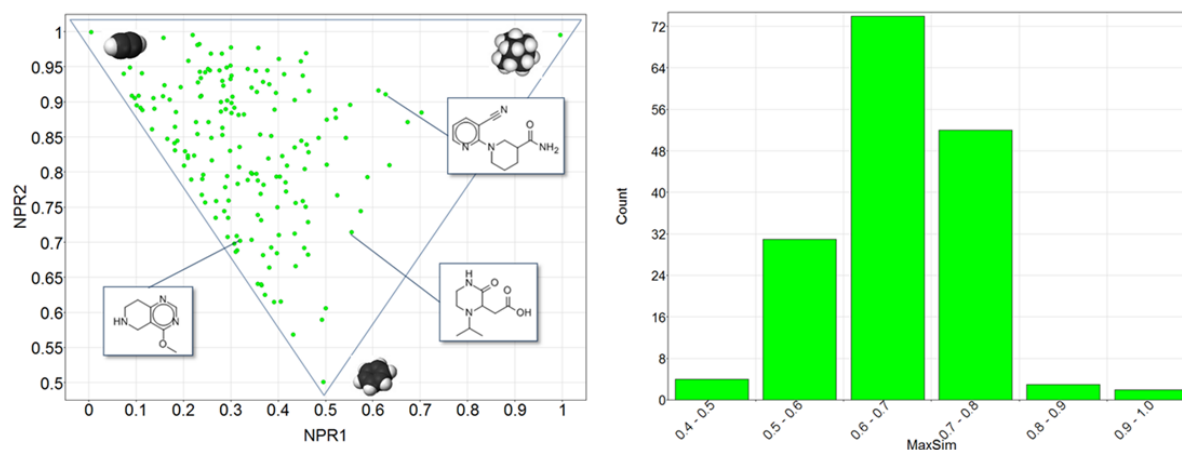 NPR2
1
0.95
0.9
0.85
0.8
0.75
0.7
0.65
0.6
0.55
0.5
0 0.1 0.2 0.3 0.4 0.5 0.6 0.7 0.8 0.9 1
NPR1
N
N
N
O
NH2
N
HN
N
O
H
N
O
O
N
OH
Count
72
64
56
48
40
32
24
16
8
0
0.4 - 0.5 0.5 - 0.6 0.6 - 0.7 0.7 - 0.8 0.8 - 0.9 0.9 - 1.0
MaxSim